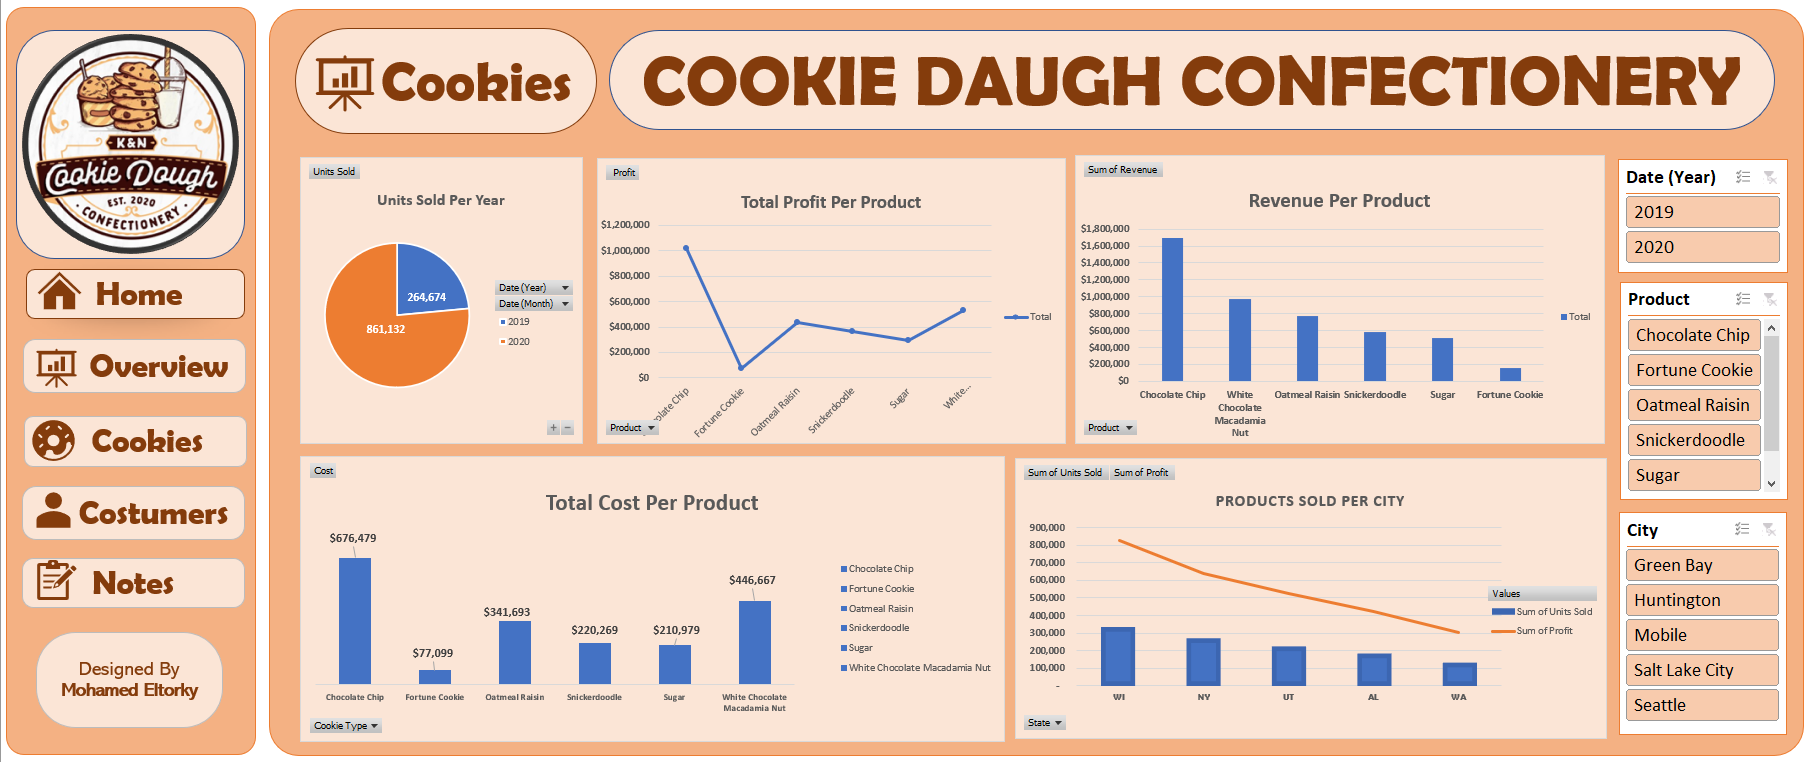 K&N
Cookie Dough
EST. 2020
CONFECTIONERY
Home
Overview
Cookies
Costumers
Notes
Designed By
Mohamed Eltorky
Cookies
COOKIE DAUGH CONFECTIONERY
Units Sold
Units Sold Per Year
264,674
861,132
Date (Year)
Date (Month)
2019
2020
+ −
Profit
Total Profit Per Product
$1,200,000
$1,000,000
$800,000
$600,000
$400,000
$200,000
$0
olate Chip
Fortune Cookie
Oatmeal Raisin
Snickerdoodle
Sugar
White...
Total
Product
Sum of Revenue
Revenue Per Product
$1,800,000
$1,600,000
$1,400,000
$1,200,000
$1,000,000
$800,000
$600,000
$400,000
$200,000
$0
Chocolate Chip
White
Chocolate
Macadamia
Nut
Oatmeal Raisin
Snickerdoodle
Sugar
Fortune Cookie
Total
Product
Date (Year)
2019
2020
Product
Chocolate Chip
Fortune Cookie
Oatmeal Raisin
Snickerdoodle
Sugar
City
Green Bay
Huntington
Mobile
Salt Lake City
Seattle
Cost
Total Cost Per Product
$676,479
$77,099
$341,693
$220,269
$210,979
$446,667
Chocolate Chip
Fortune Cookie
Oatmeal Raisin
Snickerdoodle
Sugar
White Chocolate
Macadamia Nut
Chocolate Chip
Fortune Cookie
Oatmeal Raisin
Snickerdoodle
Sugar
White Chocolate Macadamia Nut
Cookie Type
Sum of Units Sold
Sum of Profit
PRODUCTS SOLD PER CITY
900,000
800,000
700,000
600,000
500,000
400,000
300,000
200,000
100,000
-
WI
NY
UT
AL
WA
Values
Sum of Units Sold
Sum of Profit
State